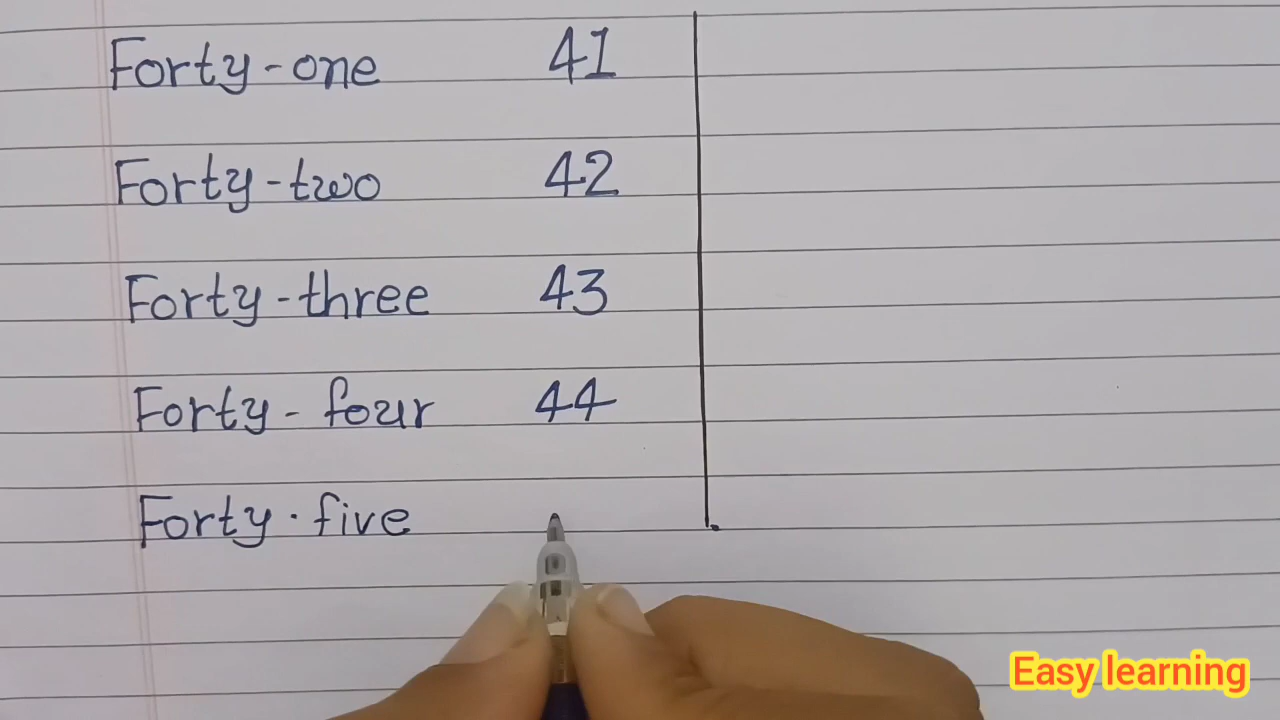 Forty-one 41
Forty-two 42
Forty-three 43
Forty-four 44
Forty.five
Easy learning